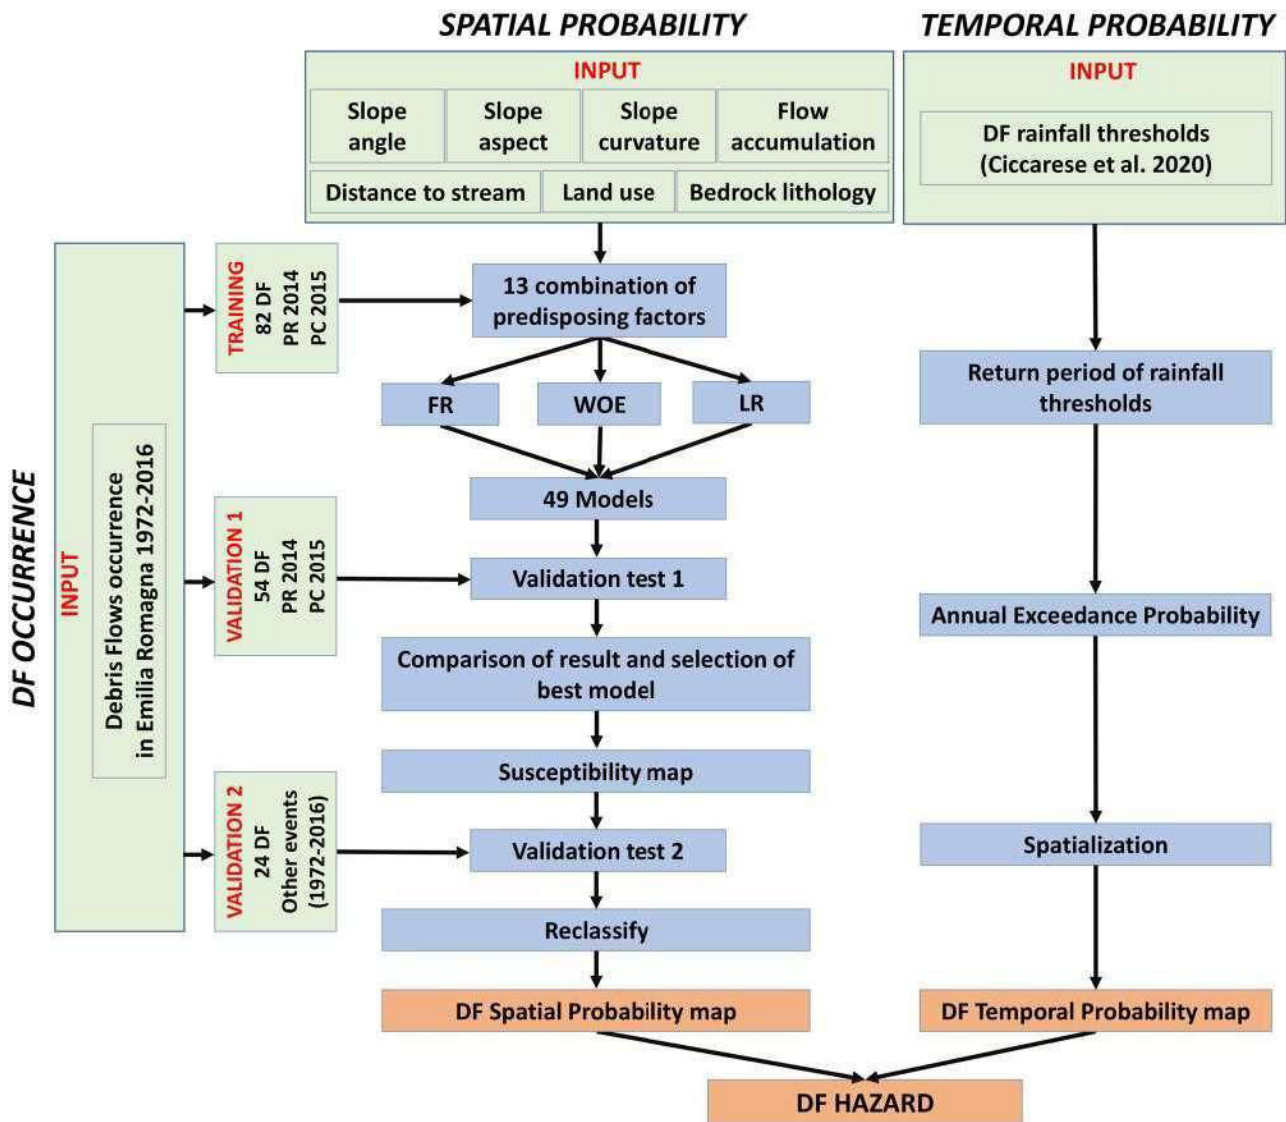 SPATIAL PROBABILITY
TEMPORAL PROBABILITY
INPUT
Slope
angle
Slope
aspect
Slope
curvature
Flow
accumulation
Distance to stream
Land use
Bedrock lithology
INPUT
DF rainfall thresholds
(Ciccarese et al. 2020)
DF OCCURRENCE
INPUT
Debris Flows occurrence
in Emilia Romagna 1972-2016
TRAINING
82 DF
PR 2014
PC 2015
13 combination of
predisposing factors
FR
WOE
LR
49 Models
VALIDATION 1
54 DF
PR 2014
PC 2015
Validation test 1
Comparison of result and selection of
best model
Susceptibility map
VALIDATION 2
24 DF
Other events
(1972-2016)
Validation test 2
Reclassify
DF Spatial Probability map
Return period of rainfall
thresholds
Annual Exceedance Probability
Spatialization
DF Temporal Probability map
DF HAZARD